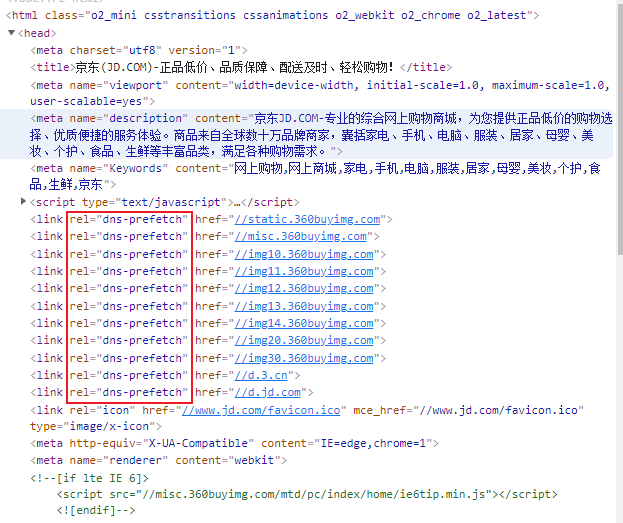 <html class="o2_mini csstransitions cssanimations o2_webkit o2_chrome o2_latest">
▼<head>
<meta charset="utf8" version="1">
<title>京东(JD.COM)-正品低价、品质保障、配送及时、轻松购物！</title>
<meta name="viewport" content="width=device-width, initial-scale=1.0, maximum-scale=1.0,
user-scalable=yes">
<meta name="description" content="京东JD.COM-专业的综合网上购物商城，为您提供正品低价的购物选
择、优质便捷的服务体验。商品来自全球数十万品牌商家，囊括家电、手机、电脑、服装、居家、母婴、美
妆、个护、食品、生鲜等丰富品类，满足各种购物需求。">
<meta name="Keywords" content="网上购物,网上商城,家电,手机,电脑,服装,居家,母婴,美妆,个护,食
品,生鲜,京东">
▶<script type="text/javascript">…</script>
<link rel="dns-prefetch" href="//static.360buyimg.com">
<link rel="dns-prefetch" href="//misc.360buyimg.com">
<link rel="dns-prefetch" href="//img10.360buyimg.com">
<link rel="dns-prefetch" href="//img11.360buyimg.com">
<link rel="dns-prefetch" href="//img12.360buyimg.com">
<link rel="dns-prefetch" href="//img13.360buyimg.com">
<link rel="dns-prefetch" href="//img14.360buyimg.com">
<link rel="dns-prefetch" href="//img20.360buyimg.com">
<link rel="dns-prefetch" href="//img30.360buyimg.com">
<link rel="dns-prefetch" href="//d.3.cn">
<link rel="dns-prefetch" href="//d.jd.com">
<link rel="icon" href="//www.jd.com/favicon.ico" mce_href="//www.jd.com/favicon.ico"
type="image/x-icon">
<meta http-equiv="X-UA-Compatible" content="IE=edge,chrome=1">
<meta name="renderer" content="webkit">
<!--[if lte IE 6]>
<script src="//misc.360buyimg.com/mtd/pc/index/home/ie6tip.min.js"></script>
<![endif]-->